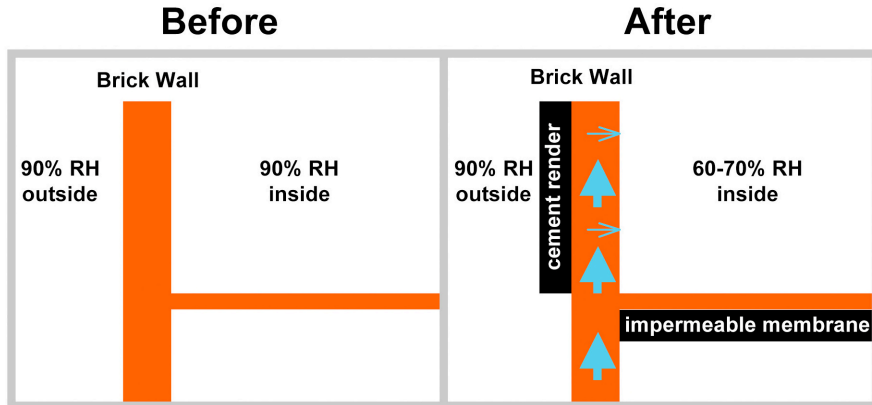 Before
After
Brick Wall
90% RH
outside
90% RH
inside
Brick Wall
90% RH
outside
cement render
60-70% RH
inside
impermeable membrane